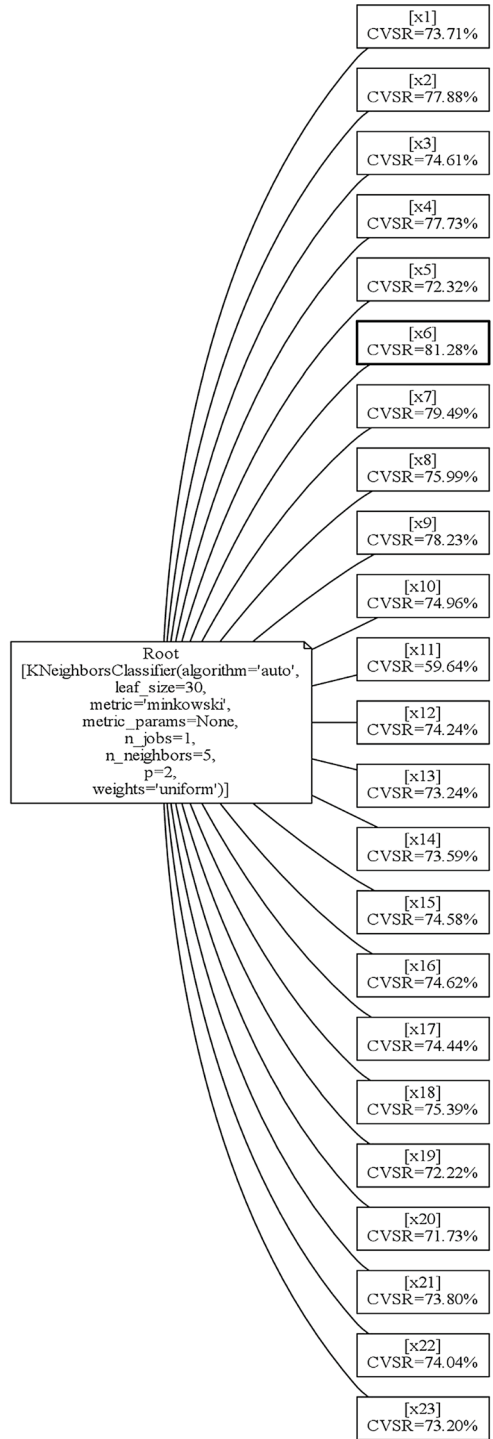 [x1]
CVSR=73.71%
[x2]
CVSR=77.88%
[x3]
CVSR=74.61%
[x4]
CVSR=77.73%
[x5]
CVSR=72.32%
[x6]
CVSR=81.28%
[x7]
CVSR=79.49%
[x8]
CVSR=75.99%
[x9]
CVSR=78.23%
[x10]
CVSR=74.96%
[x11]
CVSR=59.64%
Root
[KNeighborsClassifier(algorithm='auto',
leaf_size=30,
metric='minkowski',
metric_params=None,
n_jobs=1,
n_neighbors=5,
p=2,
weights='uniform')]
[x12]
CVSR=74.24%
[x13]
CVSR=73.24%
[x14]
CVSR=73.59%
[x15]
CVSR=74.58%
[x16]
CVSR=74.62%
[x17]
CVSR=74.44%
[x18]
CVSR=75.39%
[x19]
CVSR=72.22%
[x20]
CVSR=71.73%
[x21]
CVSR=73.80%
[x22]
CVSR=74.04%
[x23]
CVSR=73.20%